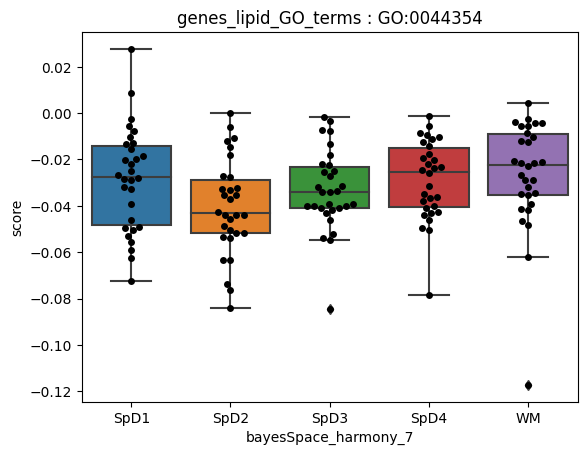 genes_lipid_GO_terms : GO:0044354
0.02
0.00
−0.02
−0.04
−0.06
−0.08
−0.10
−0.12
score
SpD1 SpD2 SpD3 SpD4 WM
bayesSpace_harmony_7